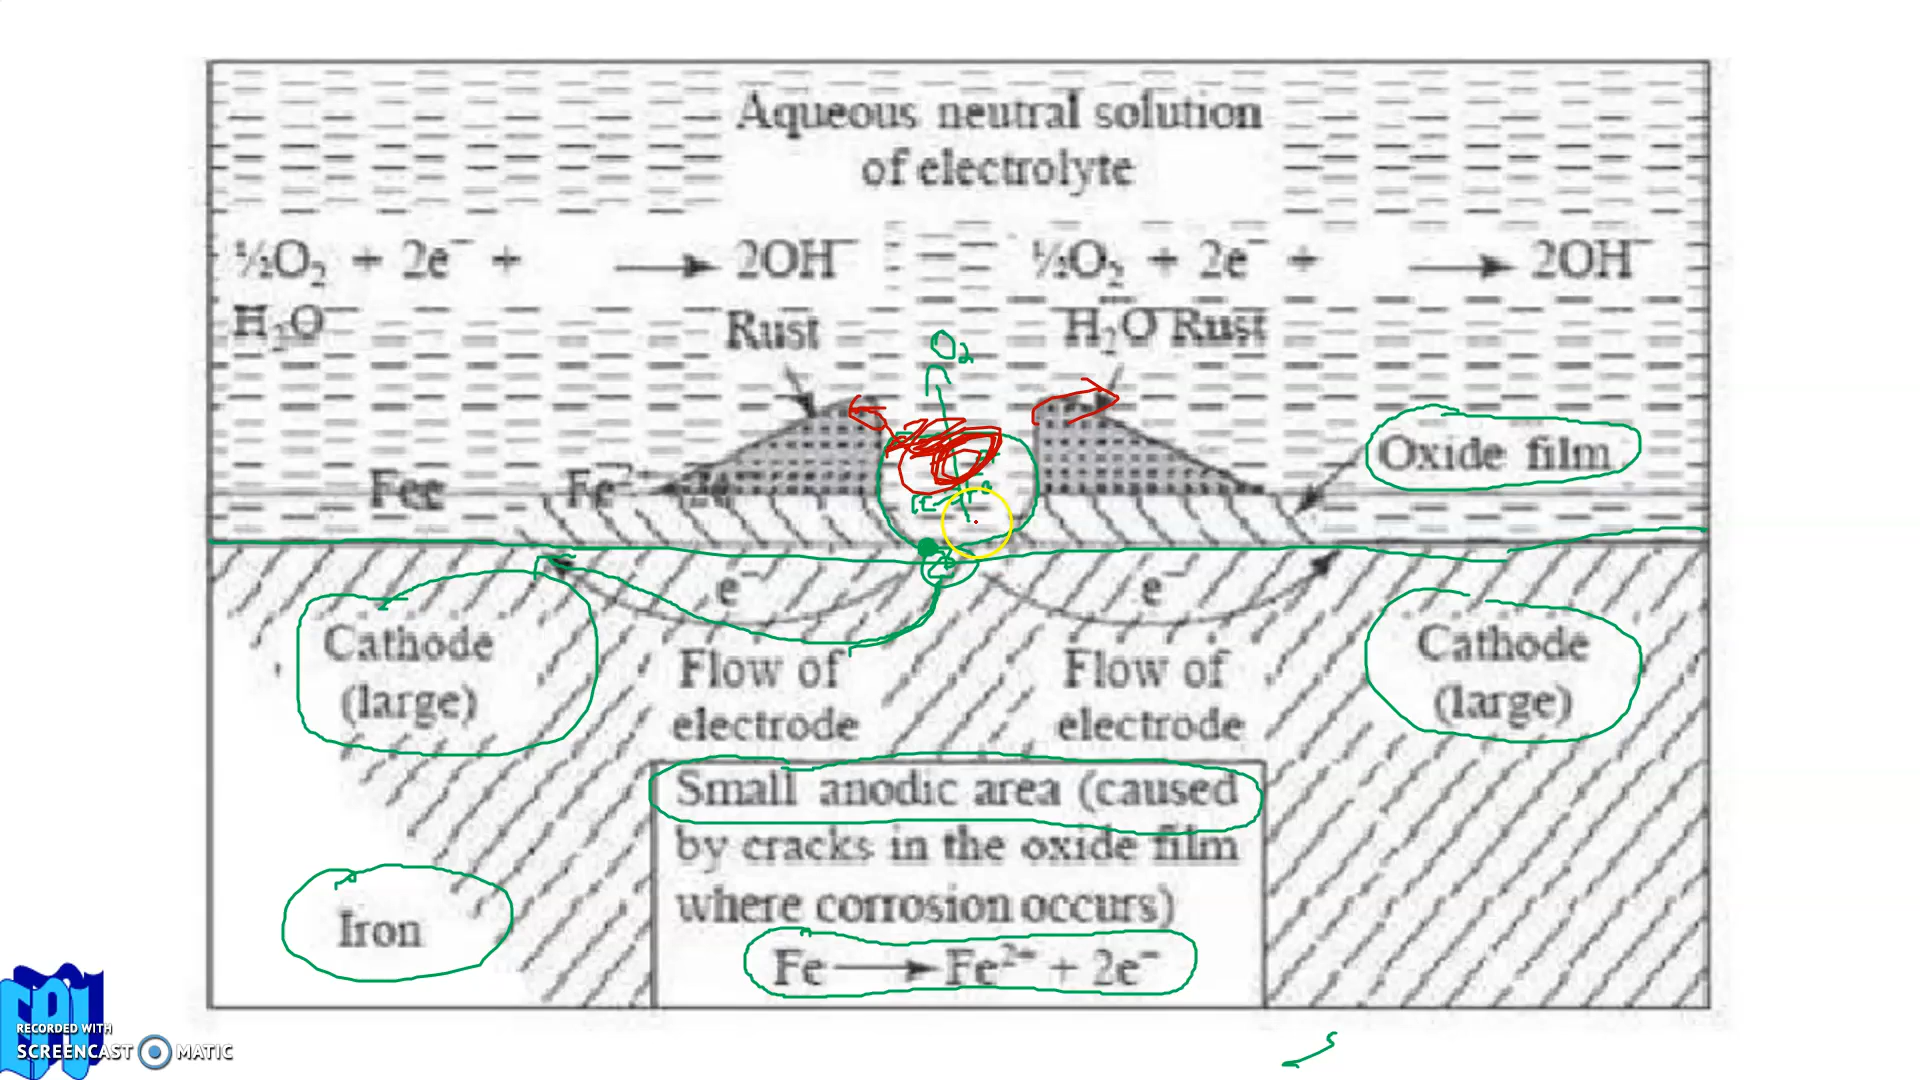 Aqueous neutral solution
of electrolyte
½O₂ + 2e⁻ + → 2OH⁻
½O₂ + 2e⁻ + → 2OH⁻
H₂O
Rust
H₂O Rust
O₂
Oxide film
Fee
Fe²⁺
e⁻
e⁻
Cathode
(large)
Flow of
electrode
Flow of
electrode
Cathode
(large)
Small anodic area (caused
by cracks in the oxide film
where corrosion occurs)
Iron
Fe → Fe²⁺ + 2e⁻
RECORDED WITH
SCREENCAST MATIC